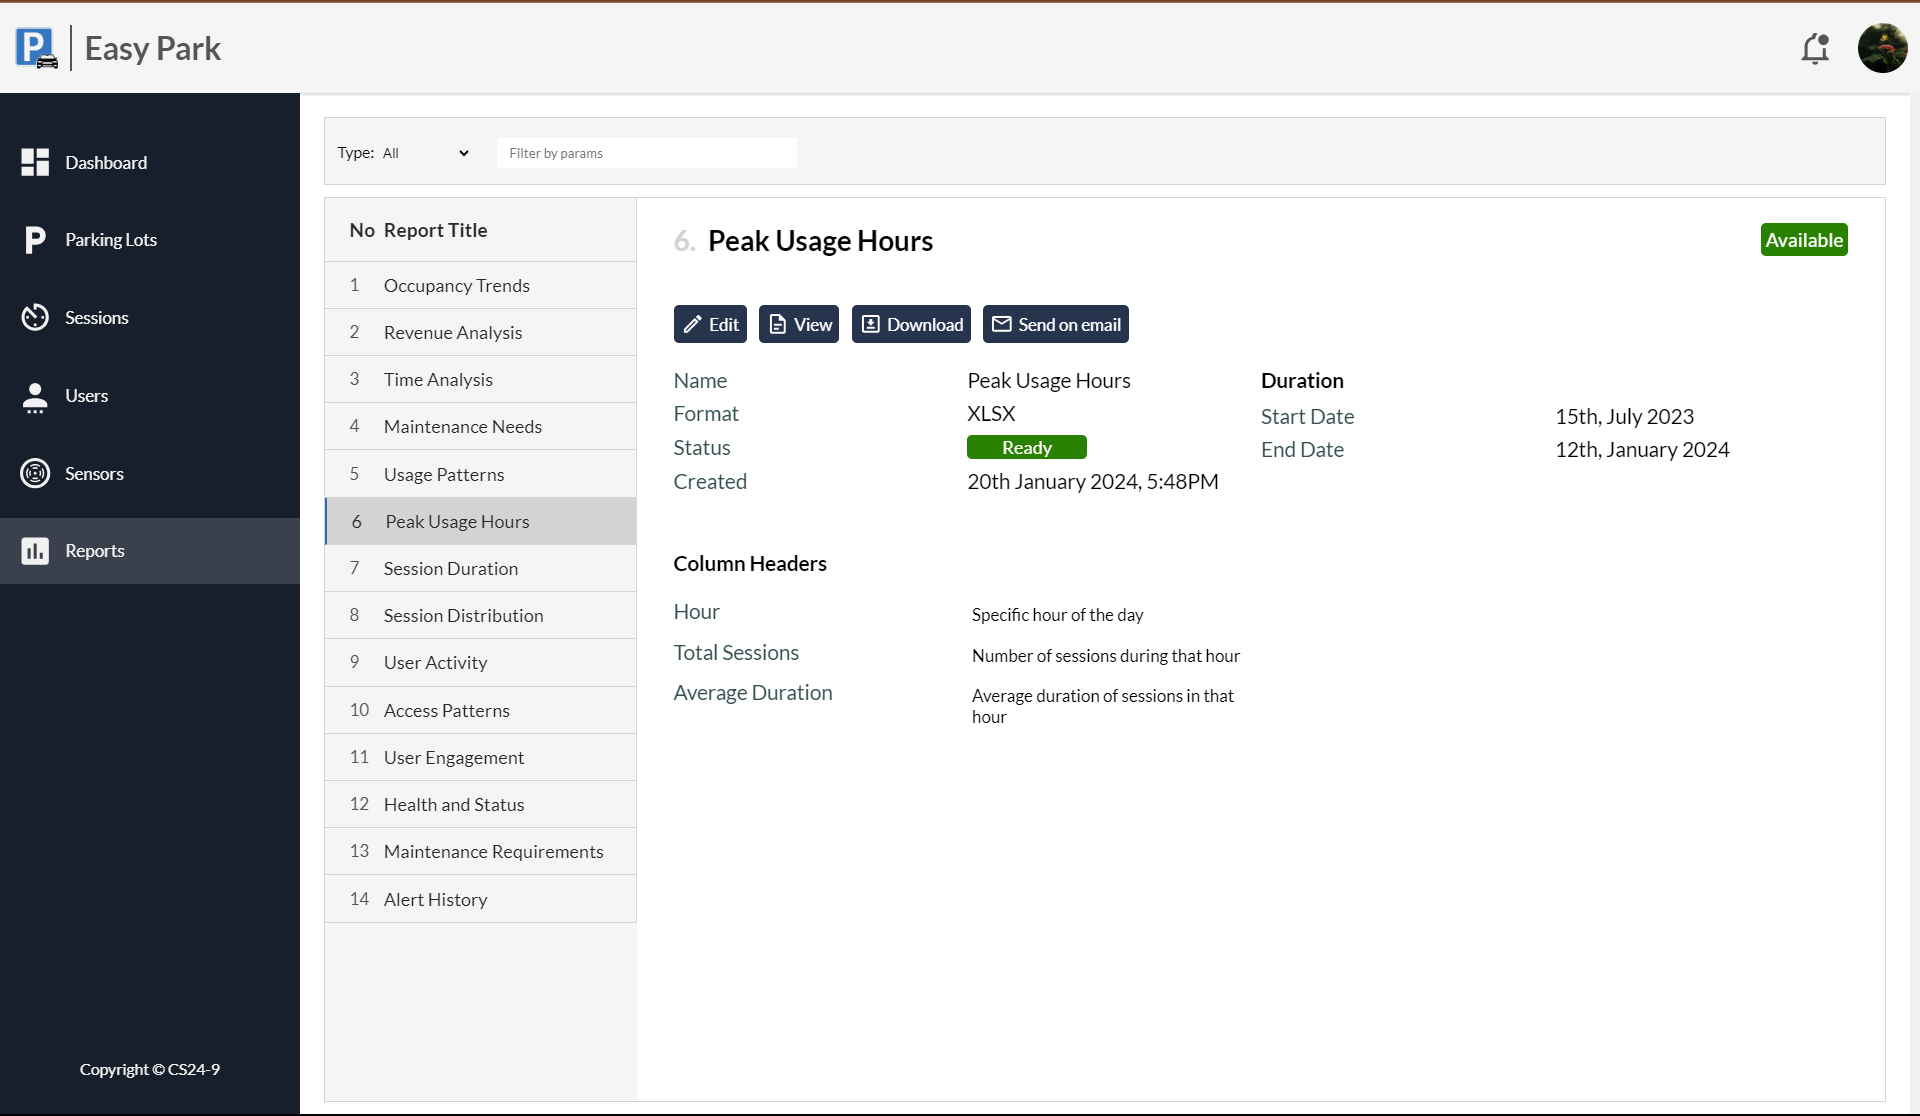 P
Easy Park
Dashboard
Parking Lots
Sessions
Users
Sensors
Reports
Copyright © CS24-9
Type: All
Filter by params
No Report Title
1 Occupancy Trends
2 Revenue Analysis
3 Time Analysis
4 Maintenance Needs
5 Usage Patterns
6 Peak Usage Hours
7 Session Duration
8 Session Distribution
9 User Activity
10 Access Patterns
11 User Engagement
12 Health and Status
13 Maintenance Requirements
14 Alert History
6. Peak Usage Hours
Available
Edit View Download Send on email
Name Peak Usage Hours
Format XLSX
Status Ready
Created 20th January 2024, 5:48PM
Duration
Start Date 15th, July 2023
End Date 12th, January 2024
Column Headers
Hour Specific hour of the day
Total Sessions Number of sessions during that hour
Average Duration Average duration of sessions in that
hour